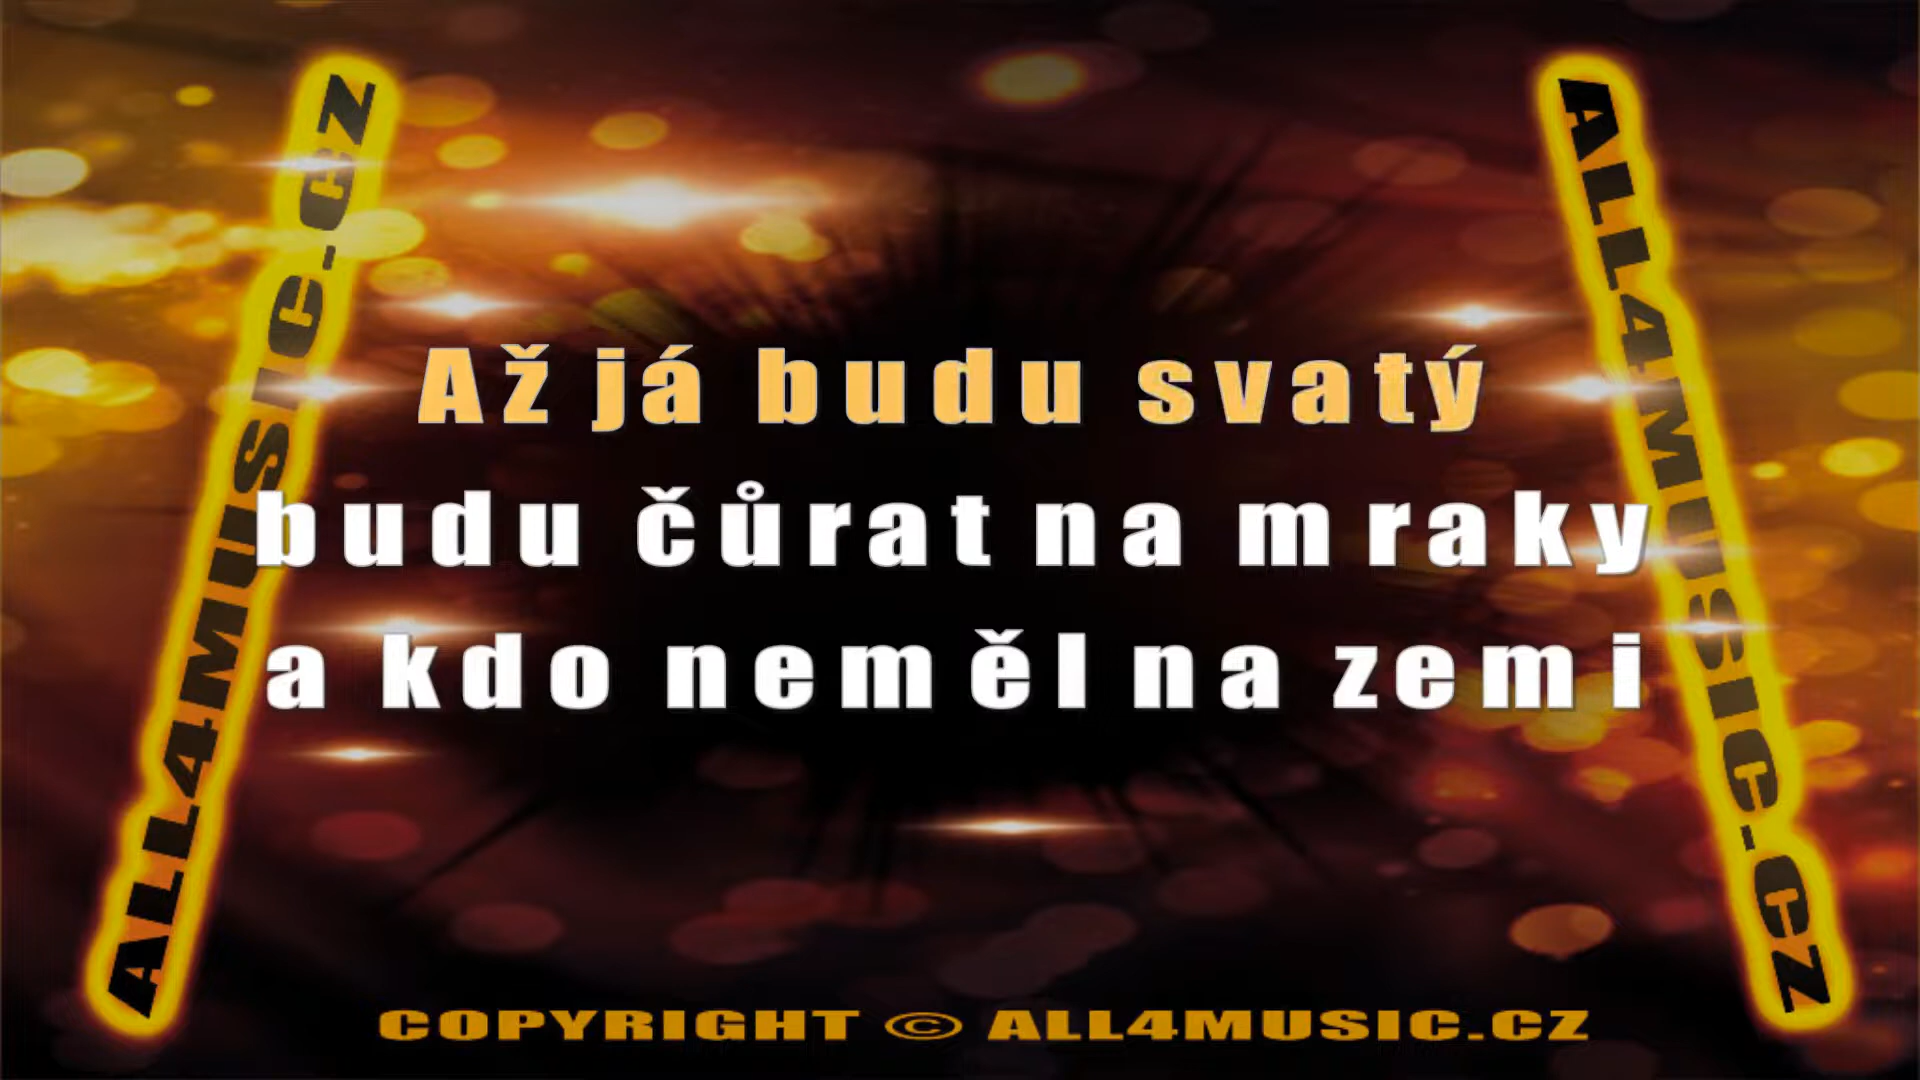 ALL4MUSIC.CZ
ALL4MUSIC.CZ
Až já budu svatý
budu čůrat na mraky
a kdo neměl na zemi
COPYRIGHT © ALL4MUSIC.CZ